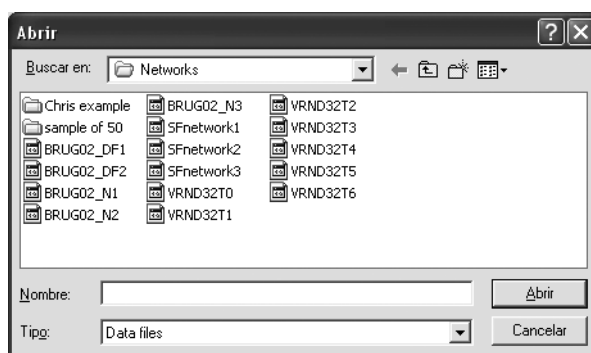 Abrir
Buscar en: Networks
Chris example
sample of 50
BRUG02_DF1
BRUG02_DF2
BRUG02_N1
BRUG02_N2
BRUG02_N3
SFnetwork1
SFnetwork2
SFnetwork3
VRND32T0
VRND32T1
VRND32T2
VRND32T3
VRND32T4
VRND32T5
VRND32T6
Nombre: Abrir
Tipo: Data files Cancelar